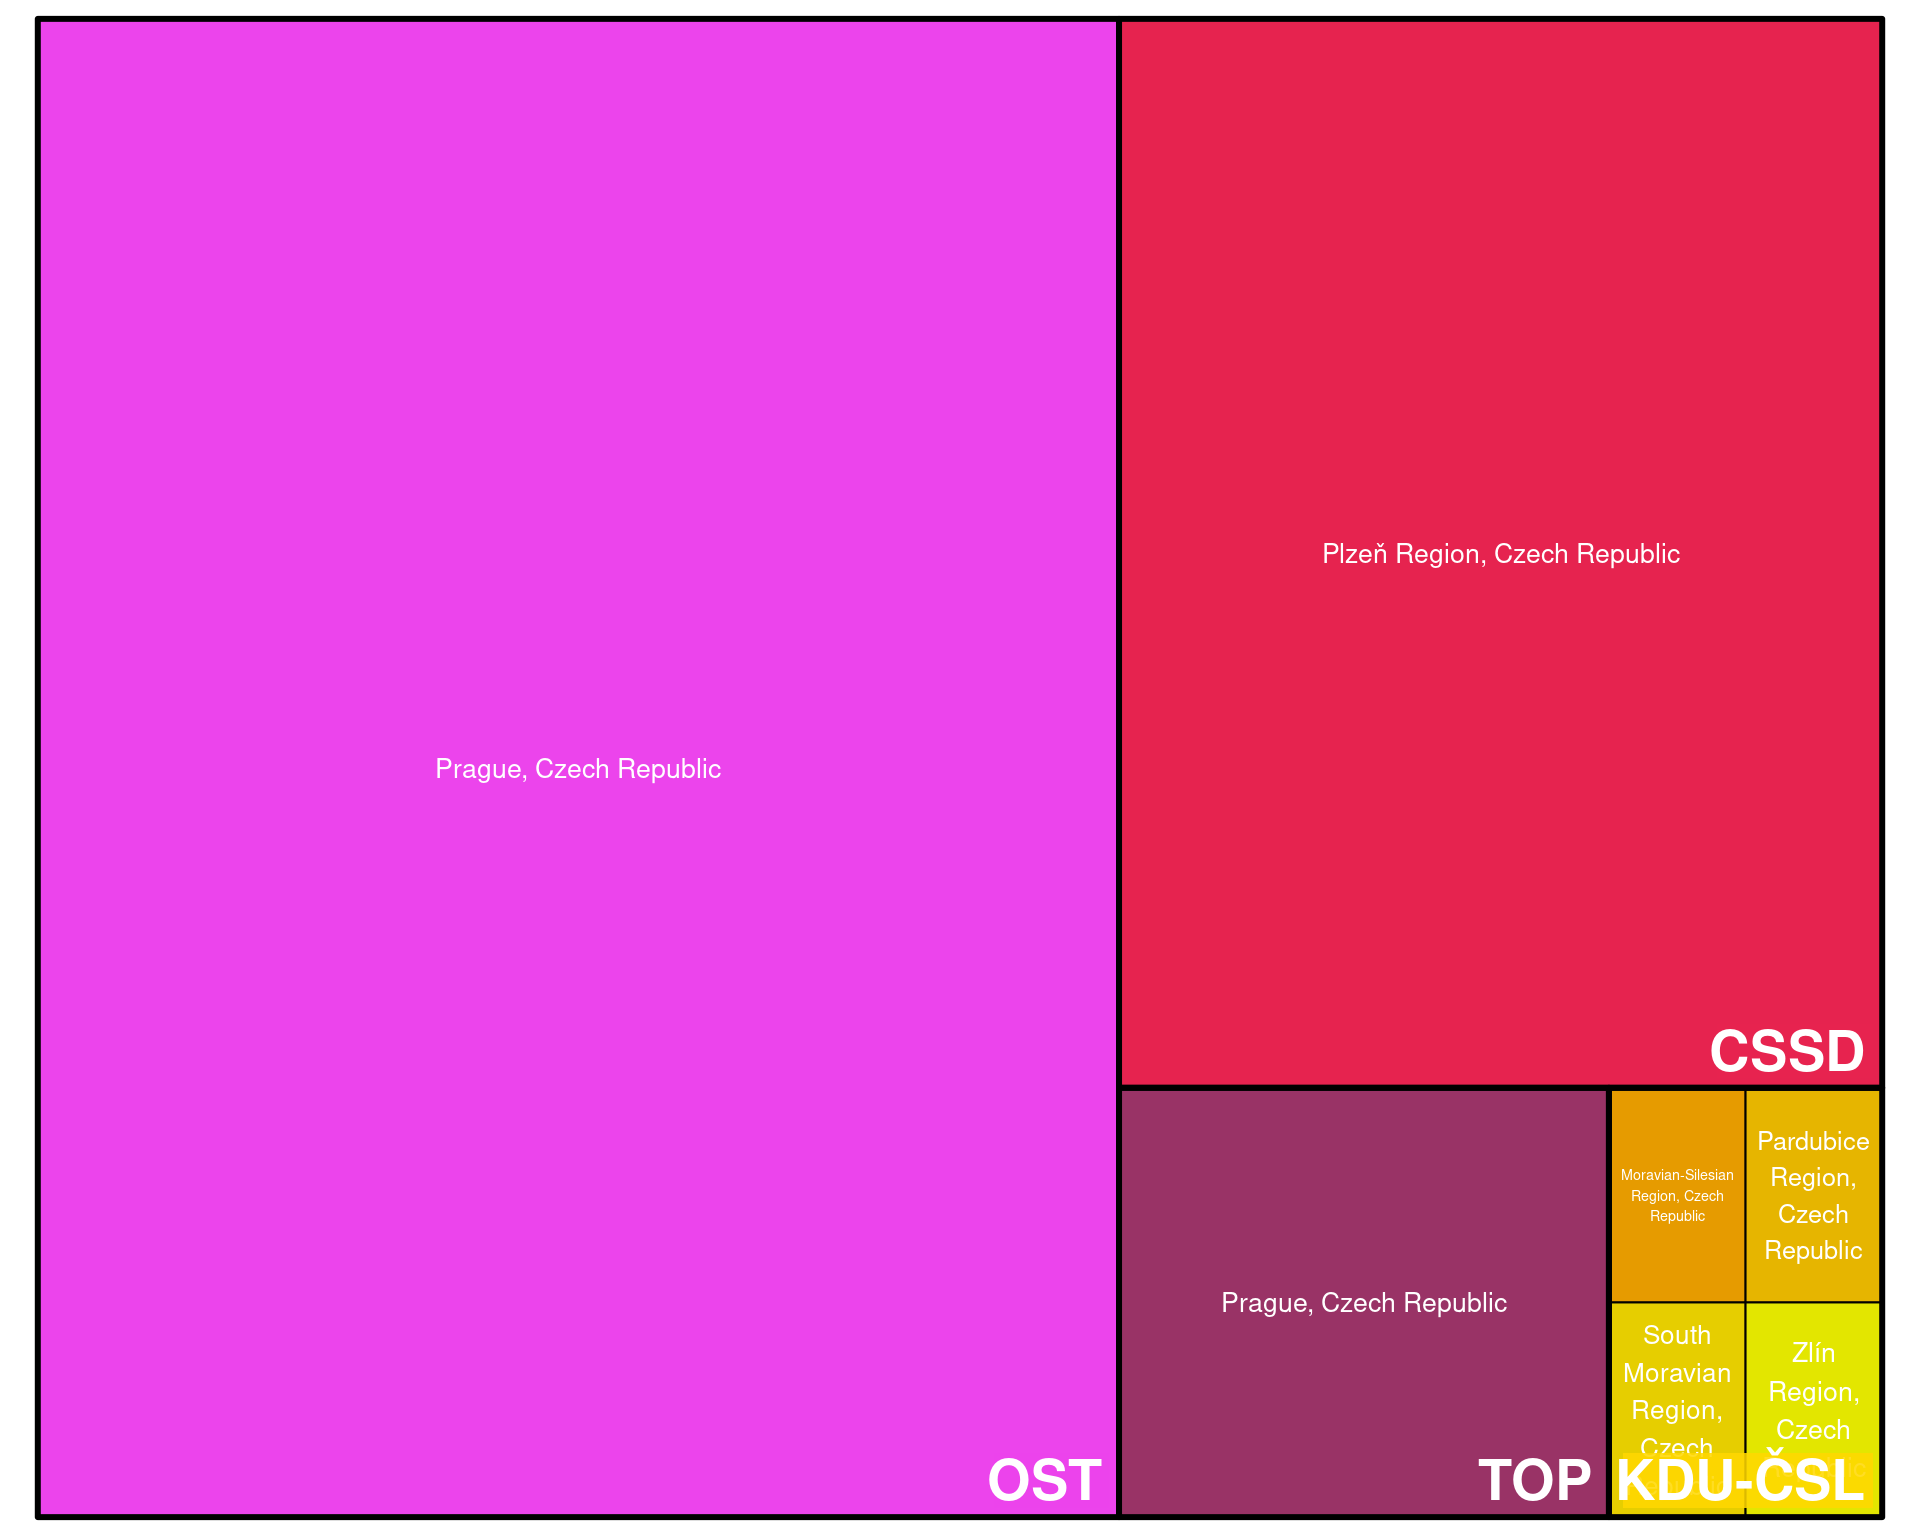 Prague, Czech Republic
OST
Plzeň Region, Czech Republic
CSSD
Prague, Czech Republic
TOP
Moravian-Silesian
Region, Czech
Republic
Pardubice
Region,
Czech
Republic
South
Moravian
Region,
Czech
Zlín
Region,
Czech
KDU-ČSL